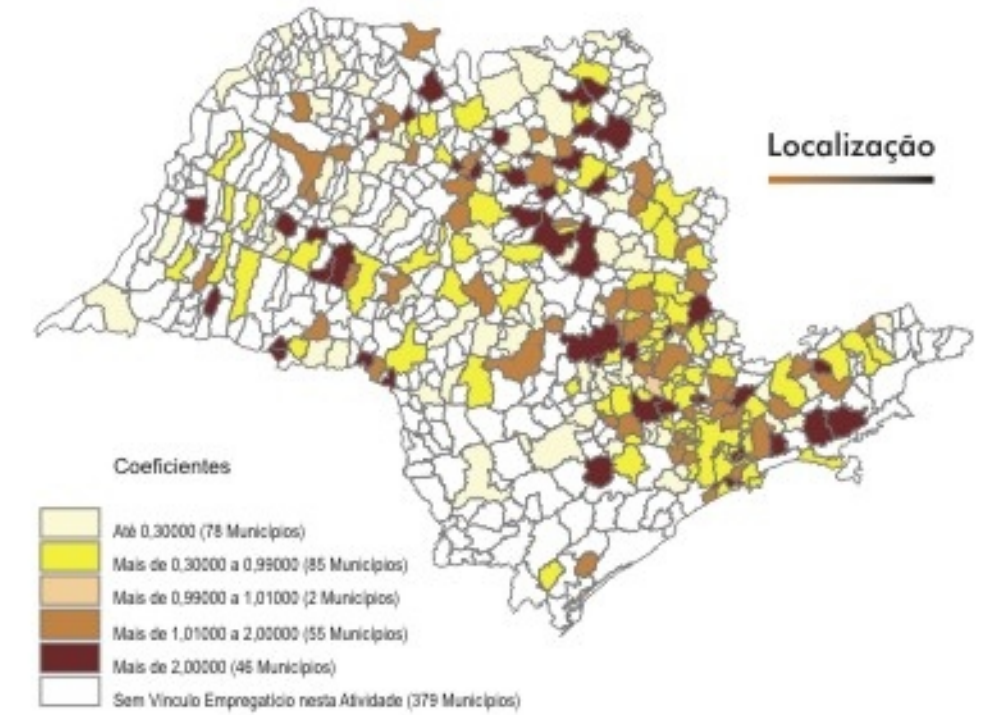 Localização
Coeficientes
Até 0,30000 (78 Municípios)
Mais de 0,30000 a 0,99000 (85 Municípios)
Mais de 0,99000 a 1,01000 (2 Municípios)
Mais de 1,01000 a 2,00000 (55 Municípios)
Mais de 2,00000 (46 Municípios)
Sem Vínculo Empregatício nesta Atividade (379 Municípios)